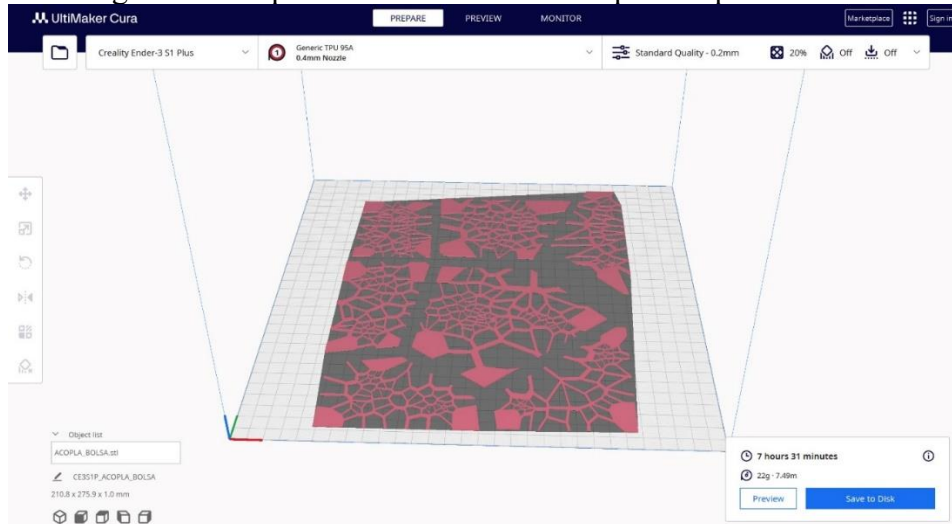 UltiMaker Cura
PREPARE
PREVIEW
MONITOR
Marketplace
Sign in
Creality Ender-3 S1 Plus
1
Generic TPU 95A
0.4mm Nozzle
Standard Quality - 0.2mm
20%
Off
Off
Object list
ACOPLA_BOLSA.stl
CE3S1P_ACOPLA_BOLSA
210.8 x 275.9 x 1.0 mm
7 hours 31 minutes
22g · 7.49m
Preview
Save to Disk